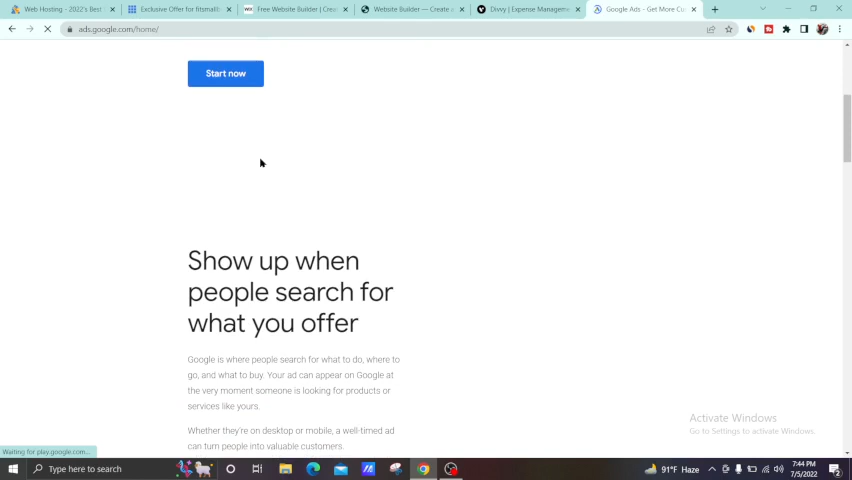 Web Hosting - 2022's Best
Exclusive Offer for fitsmalli
Free Website Builder | Creat
Website Builder — Create a
Divvy | Expense Manageme
Google Ads - Get More Cu
ads.google.com/home/
Start now
Show up when
people search for
what you offer
Google is where people search for what to do, where to
go, and what to buy. Your ad can appear on Google at
the very moment someone is looking for products or
services like yours.
Whether they're on desktop or mobile, a well-timed ad
can turn people into valuable customers.
Activate Windows
Go to Settings to activate Windows.
Waiting for play.google.com...
Type here to search
91°F Haze
7:44 PM
7/5/2022
2